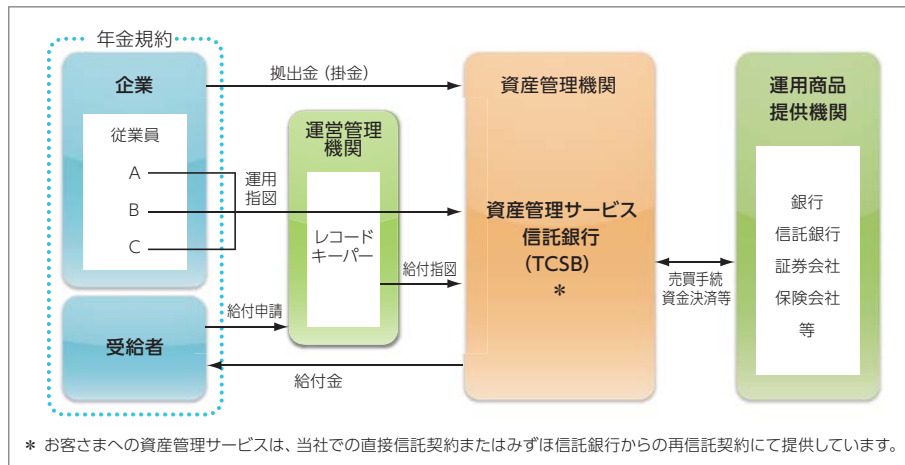 年金規約
企業
従業員
A
B
C
拠出金（掛金）
運用
指図
運営管理
機関
レコード
キーパー
給付指図
給付申請
受給者
給付金
資産管理機関
資産管理サービス
信託銀行
（TCSB）
＊
売買手続
資金決済等
運用商品
提供機関
銀行
信託銀行
証券会社
保険会社
等
＊ お客さまへの資産管理サービスは、当社での直接信託契約またはみずほ信託銀行からの再信託契約にて提供しています。